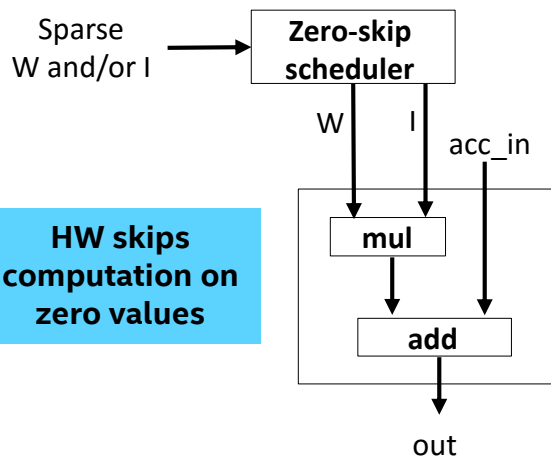 Sparse
W and/or I
Zero-skip
scheduler
W
I
acc_in
HW skips
computation on
zero values
mul
add
out